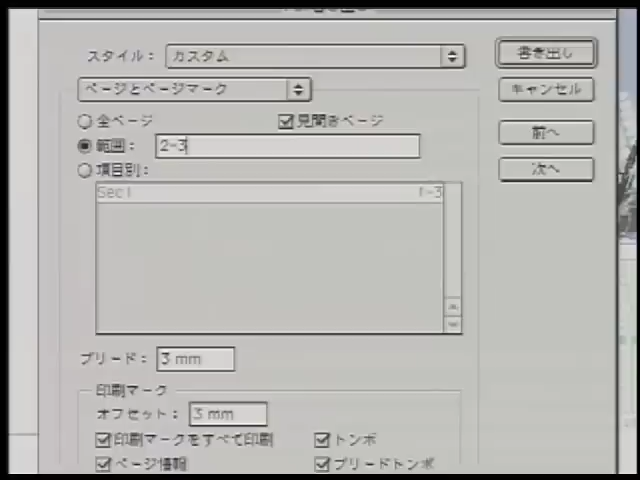 スタイル： カスタム
書き出し
ページとページマーク
キャンセル
全ページ
見開きページ
範囲： 2-3
前へ
項目別：
次へ
Sec1 1-3
ブリード： 3 mm
印刷マーク
オフセット： 3 mm
印刷マークをすべて印刷
トンボ
ページ情報
ブリードトンボ